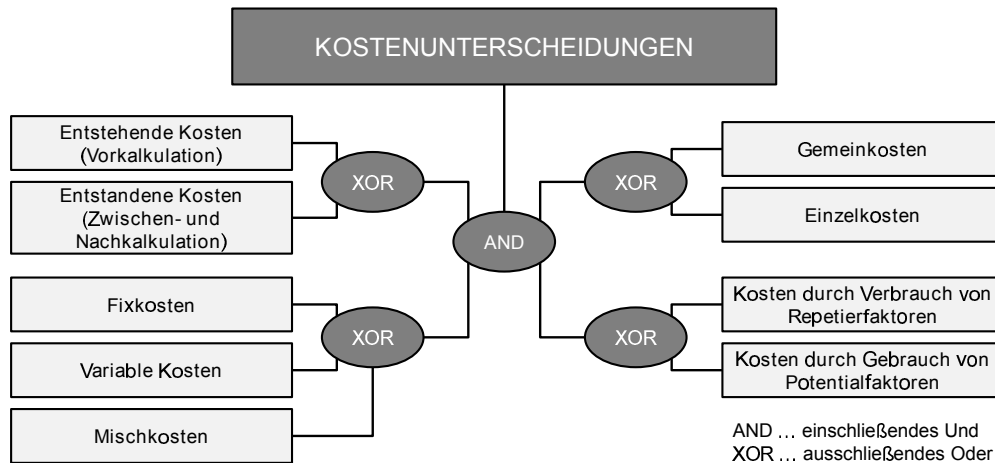 KOSTENUNTERSCHEIDUNGEN
Entstehende Kosten
(Vorkalkulation)
Entstandene Kosten
(Zwischen- und
Nachkalkulation)
XOR
Fixkosten
Variable Kosten
Mischkosten
XOR
AND
XOR
Gemeinkosten
Einzelkosten
XOR
Kosten durch Verbrauch von
Repetierfaktoren
Kosten durch Gebrauch von
Potentialfaktoren
AND ... einschließendes Und
XOR ... ausschließendes Oder